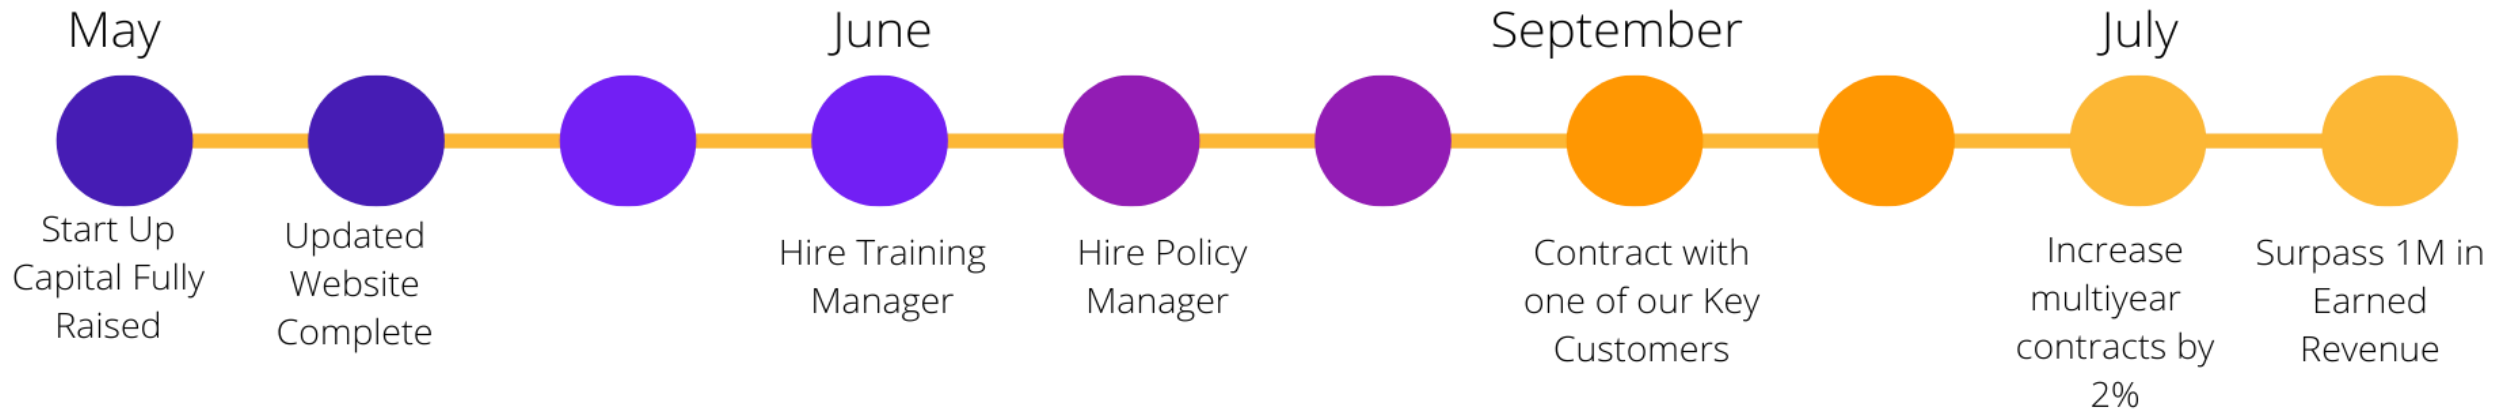 May
June
September
July
Start Up
Capital Fully
Raised
Updated
Website
Complete
Hire Training
Manager
Hire Policy
Manager
Contract with
one of our Key
Customers
Increase
multiyear
contracts by
2%
Surpass 1M in
Earned
Revenue